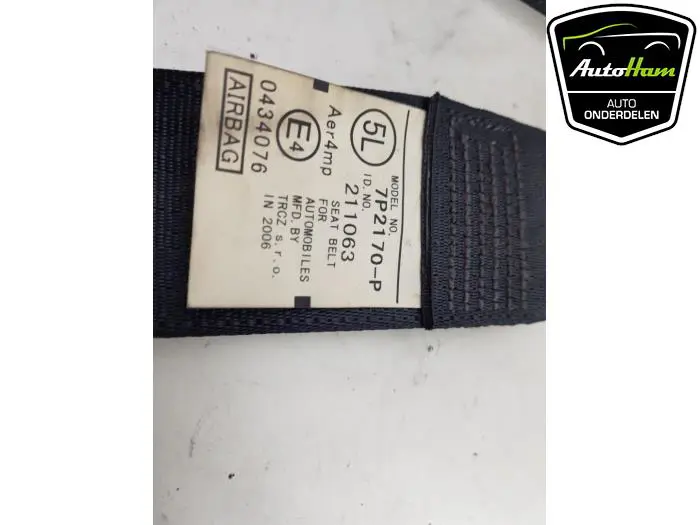 5L
MODEL NO.
7P2170-P
ID. NO.
211063
Aer4mp
SEAT BELT
FOR
AUTOMOBILES
E4
MFD. BY
TRCZ s.r.o.
IN 2006
0434076
AIRBAG
AutoHam
AUTO
ONDERDELEN